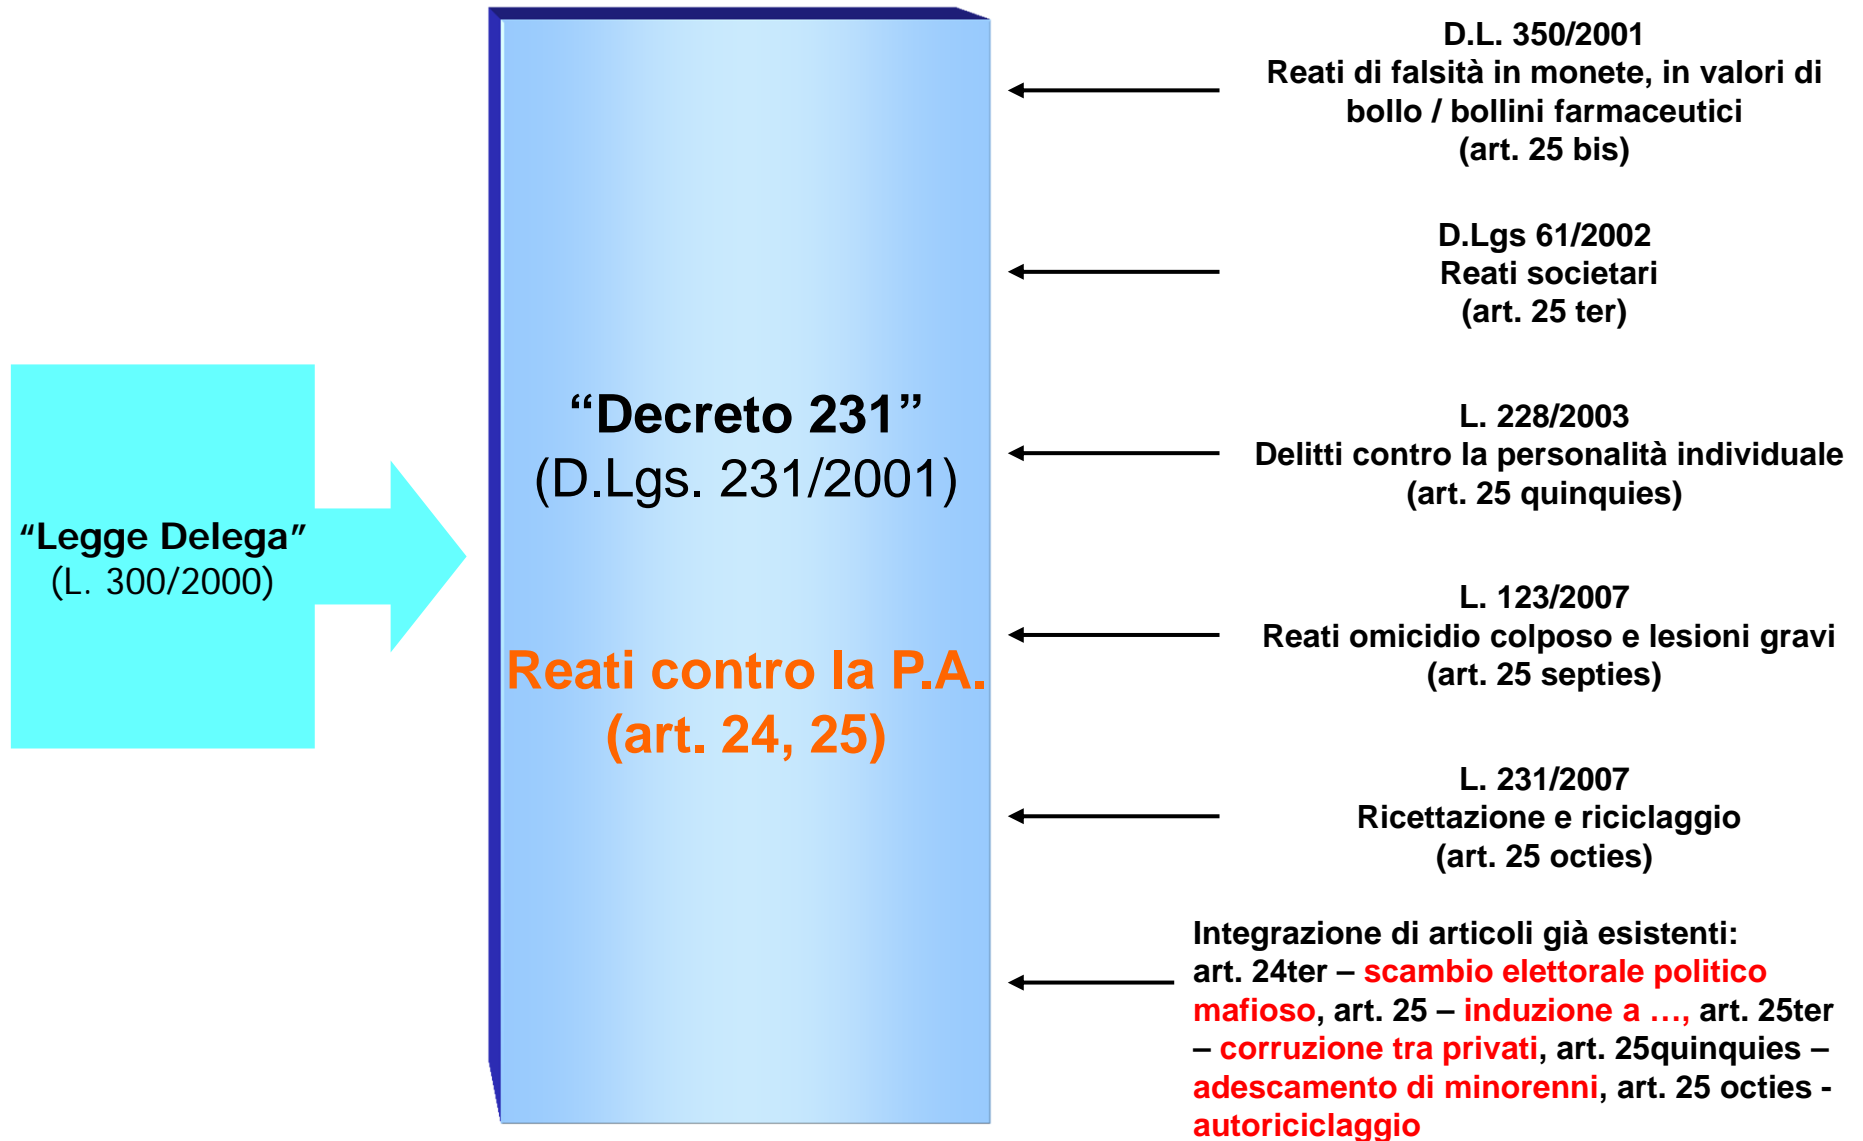 “Legge Delega”
(L. 300/2000)
“Decreto 231”
(D.Lgs. 231/2001)
Reati contro la P.A.
(art. 24, 25)
D.L. 350/2001
Reati di falsità in monete, in valori di
bollo / bollini farmaceutici
(art. 25 bis)
D.Lgs 61/2002
Reati societari
(art. 25 ter)
L. 228/2003
Delitti contro la personalità individuale
(art. 25 quinquies)
L. 123/2007
Reati omicidio colposo e lesioni gravi
(art. 25 septies)
L. 231/2007
Ricettazione e riciclaggio
(art. 25 octies)
Integrazione di articoli già esistenti:
art. 24ter – scambio elettorale politico
mafioso, art. 25 – induzione a …, art. 25ter
– corruzione tra privati, art. 25quinquies –
adescamento di minorenni, art. 25 octies -
autoriciclaggio